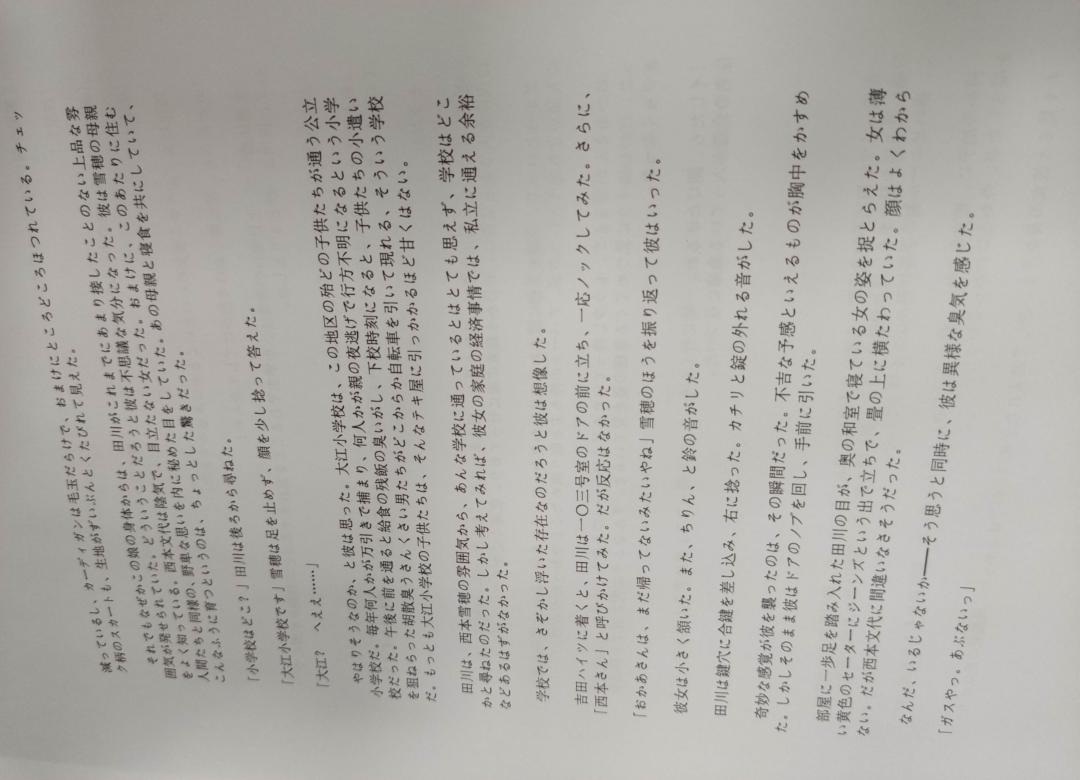 減っているし、カーディガンは毛玉だらけで、おまけにところどころほつれている。チェッ
ク柄のスカートも、生地がずいぶんとくたびれて見えた。
それでもなぜかこの娘の身体からは、田川がこれまでにあまり接したことのない上品な雰
囲気が発せられていた。どういうことだろうと彼は不思議な気分になった。彼は雪穂の母親
をよく知っている。西本文代は陰気で、目立たない女だった。おまけに、このあたりに住む
人間たちと同様の、野卑な思いを内に秘めた目をしていた。あの母親と寝食を共にしていて、
こんなふうに育つというのは、ちょっとした驚きだった。
「小学校はどこ?」田川は後ろから尋ねた。
「大江小学校です」雪穂は足を止めず、顔を少し捻って答えた。
「大江? へええ……」
やはりそうなのか、と彼は思った。大江小学校は、この地区の殆どの子供たちが通う公立
小学校だ。毎年何人かが万引きで捕まり、何人かが親の夜逃げで行方不明になるという小学
校だった。午後に前を通ると給食の残飯の臭いがし、下校時刻になると、子供たちの小遣い
を狙ねらった胡散臭うさんくさい男たちがどこからか自転車を引いて現れる、そういう学校
だ。もっとも大江小学校の子供たちは、そんなテキ屋に引っかかるほど甘くはない。
田川は、西本雪穂の雰囲気から、あんな学校に通っているとはとても思えず、学校はどこ
かと尋ねたのだった。しかし考えてみれば、彼女の家庭の経済事情では、私立に通える余裕
などあるはずがなかった。
学校では、さぞかし浮いた存在なのだろうと彼は想像した。
吉田ハイツに着くと、田川は一〇三号室のドアの前に立ち、一応ノックしてみた。さらに、
「西本さん」と呼びかけてみた。だが反応はなかった。
「おかあさんは、まだ帰ってないみたいやね」雪穂のほうを振り返って彼はいった。
彼女は小さく頷いた。また、ちりん、と鈴の音がした。
田川は鍵穴に合鍵を差し込み、右に捻った。カチリと錠の外れる音がした。
奇妙な感覚が彼を襲ったのは、その瞬間だった。不吉な予感といえるものが胸中をかすめ
た。しかしそのまま彼はドアのノブを回し、手前に引いた。
部屋に一歩足を踏み入れた田川の目が、奥の和室で寝ている女の姿を捉とらえた。女は薄
い黄色のセーターにジーンズという出で立ちで、畳の上に横たわっていた。顔はよくわから
ない。だが西本文代に間違いなさそうだった。
なんだ、いるじゃないか――そう思うと同時に、彼は異様な臭気を感じた。
「ガスやっ。あぶないっ」